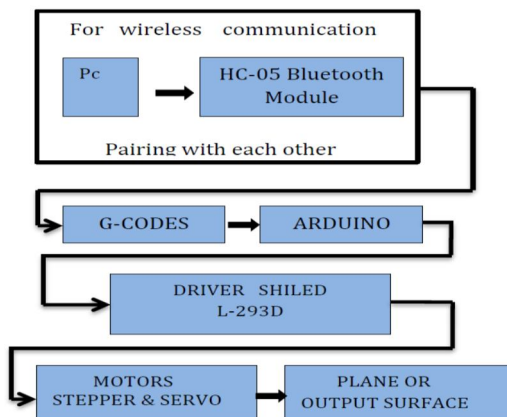 For wireless communication
Pc
HC-05 Bluetooth
Module
Pairing with each other
G-CODES
ARDUINO
DRIVER SHILED
L-293D
MOTORS
STEPPER & SERVO
PLANE OR
OUTPUT SURFACE